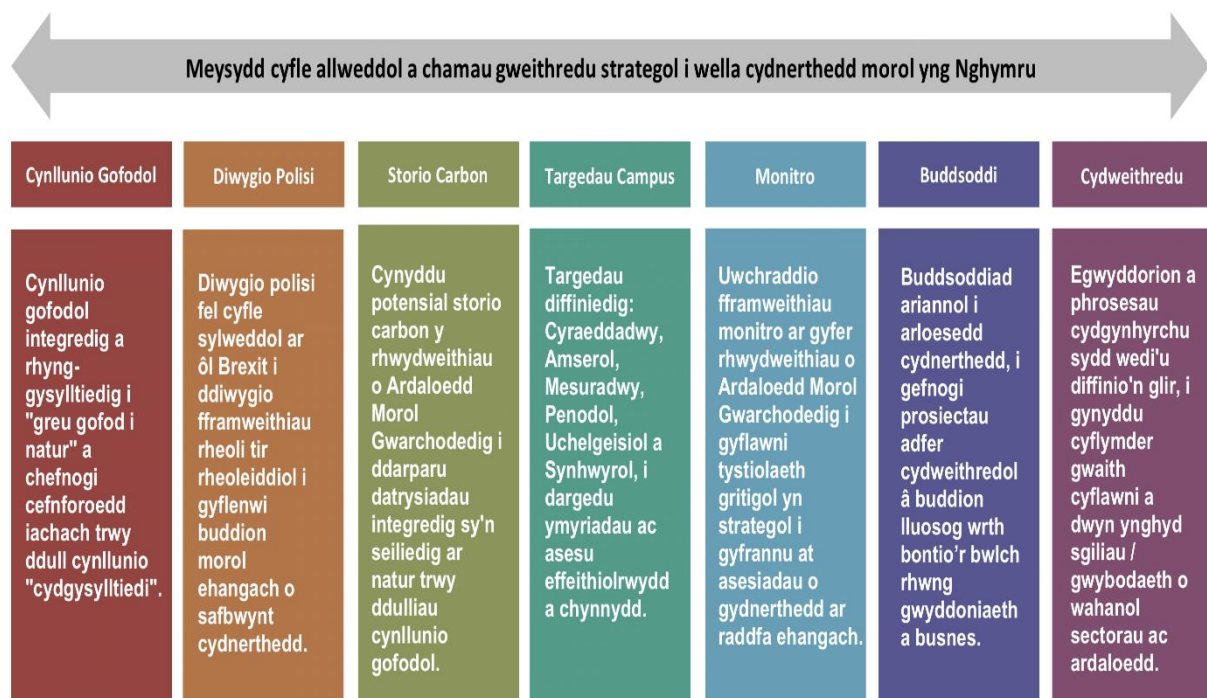 Meysydd cyfle allweddol a chamau gweithredu strategol i wella cydnerthedd morol yng Nghymru
Cynllunio Gofodol
Cynllunio
gofodol
integredig a
rhyng-
gysylltiedig i
"greu gofod i
natur" a
chefnogi
cefnforoedd
iachach trwy
ddull cynllunio
"cydgysylltiedi".
Diwygio Polisi
Diwygio polisi
fel cyfle
sylweddol ar
ôl Brexit i
ddiwygio
fframweithiau
rheoli tir
rheoleiddiol i
gyflenwi
buddion
morol
ehangach o
safbwynt
cydnerthedd.
Storio Carbon
Cynyddu
potensial storio
carbon y
rhwydweithiau
o Ardaloedd
Morol
Gwarchodedig i
ddarparu
datrysiadau
integredig sy'n
seiliedig ar
natur trwy
ddulliau
cynllunio
gofodol.
Targedau Campus
Targedau
diffiniedig:
Cyraeddadwy,
Amserol,
Mesuradwy,
Penodol,
Uchelgeisiol a
Synhwyrol, i
dargedu
ymyriadau ac
asesu
effeithiolrwydd
a chynnydd.
Monitro
Uwchraddio
fframweithiau
monitro ar gyfer
rhwydweithiau o
Ardaloedd Morol
Gwarchodedig i
gyflawni
tystiolaeth
gritigol yn
strategol i
gyfrannu at
asesiadau o
gydnerthedd ar
raddfa ehangach.
Buddsoddi
Buddsoddiad
ariannol i
arloesedd
cydnerthedd, i
gefnogi
prosiectau
adfer
cydweithredol
â buddion
lluosog wrth
bontio’r bwlch
rhwng
gwyddoniaeth
a busnes.
Cydweithredu
Egwyddorion a
phrosesau
cydgynhyrchu
sydd wedi'u
diffinio'n glir, i
gynyddu
cyflymder
gwaith
cyflawni a
dwyn ynghyd
sgiliau /
gwybodaeth o
wahanol
sectorau ac
ardaloedd.